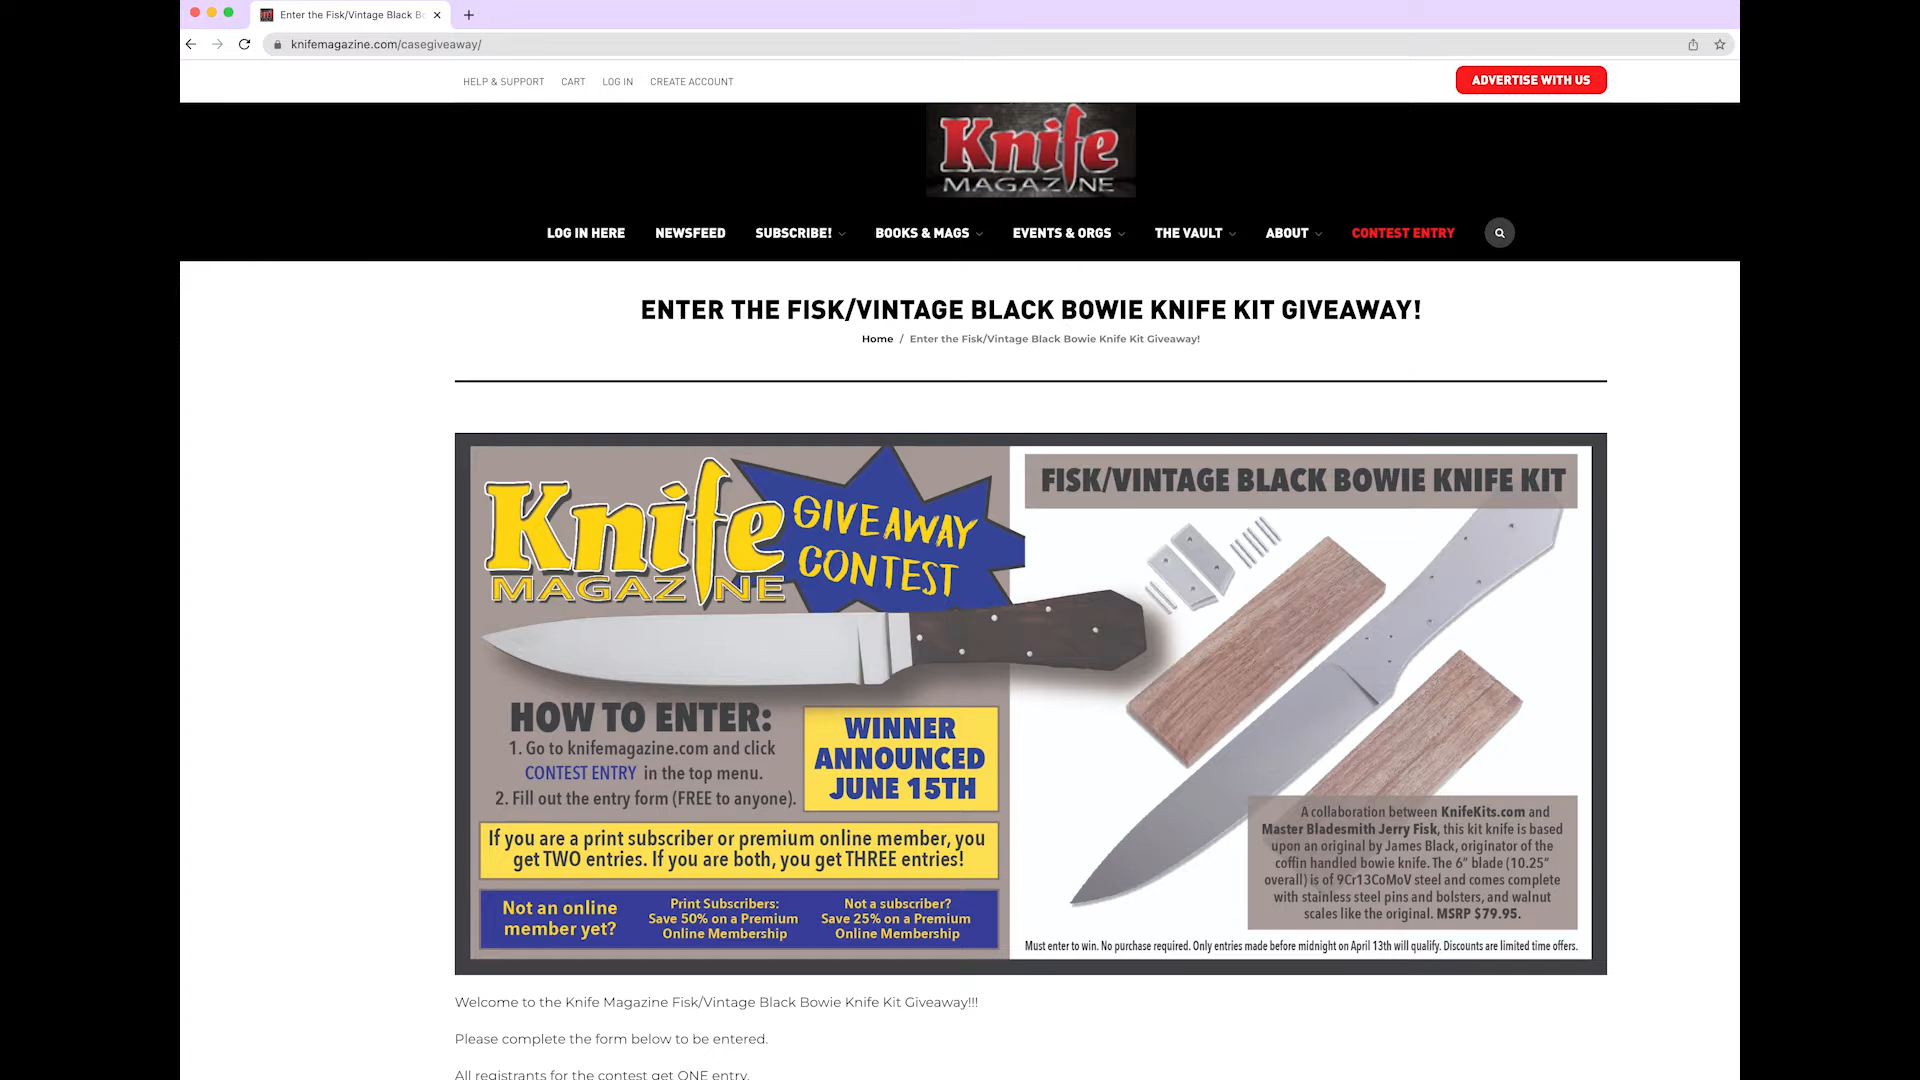 Enter the Fisk/Vintage Black B
knifemagazine.com/casegiveaway/
HELP & SUPPORT CART LOG IN CREATE ACCOUNT
ADVERTISE WITH US
Knife
MAGAZINE
LOG IN HERE NEWSFEED SUBSCRIBE! BOOKS & MAGS EVENTS & ORGS THE VAULT ABOUT CONTEST ENTRY
ENTER THE FISK/VINTAGE BLACK BOWIE KNIFE KIT GIVEAWAY!
Home / Enter the Fisk/Vintage Black Bowie Knife Kit Giveaway!
Knife
MAGAZINE
GIVEAWAY
CONTEST
HOW TO ENTER:
1. Go to knifemagazine.com and click
CONTEST ENTRY in the top menu.
2. Fill out the entry form (FREE to anyone).
WINNER
ANNOUNCED
JUNE 15TH
If you are a print subscriber or premium online member, you
get TWO entries. If you are both, you get THREE entries!
Not an online
member yet?
Print Subscribers:
Save 50% on a Premium
Online Membership
Not a subscriber?
Save 25% on a Premium
Online Membership
FISK/VINTAGE BLACK BOWIE KNIFE KIT
A collaboration between KnifeKits.com and
Master Bladesmith Jerry Fisk, this kit knife is based
upon an original by James Black, originator of the
coffin handled bowie knife. The 6" blade (10.25"
overall) is of 9Cr13CoMoV steel and comes complete
with stainless steel pins and bolsters, and walnut
scales like the original. MSRP $79.95.
Must enter to win. No purchase required. Only entries made before midnight on April 13th will qualify. Discounts are limited time offers.
Welcome to the Knife Magazine Fisk/Vintage Black Bowie Knife Kit Giveaway!!!
Please complete the form below to be entered.
All registrants for the contest get ONE entry.